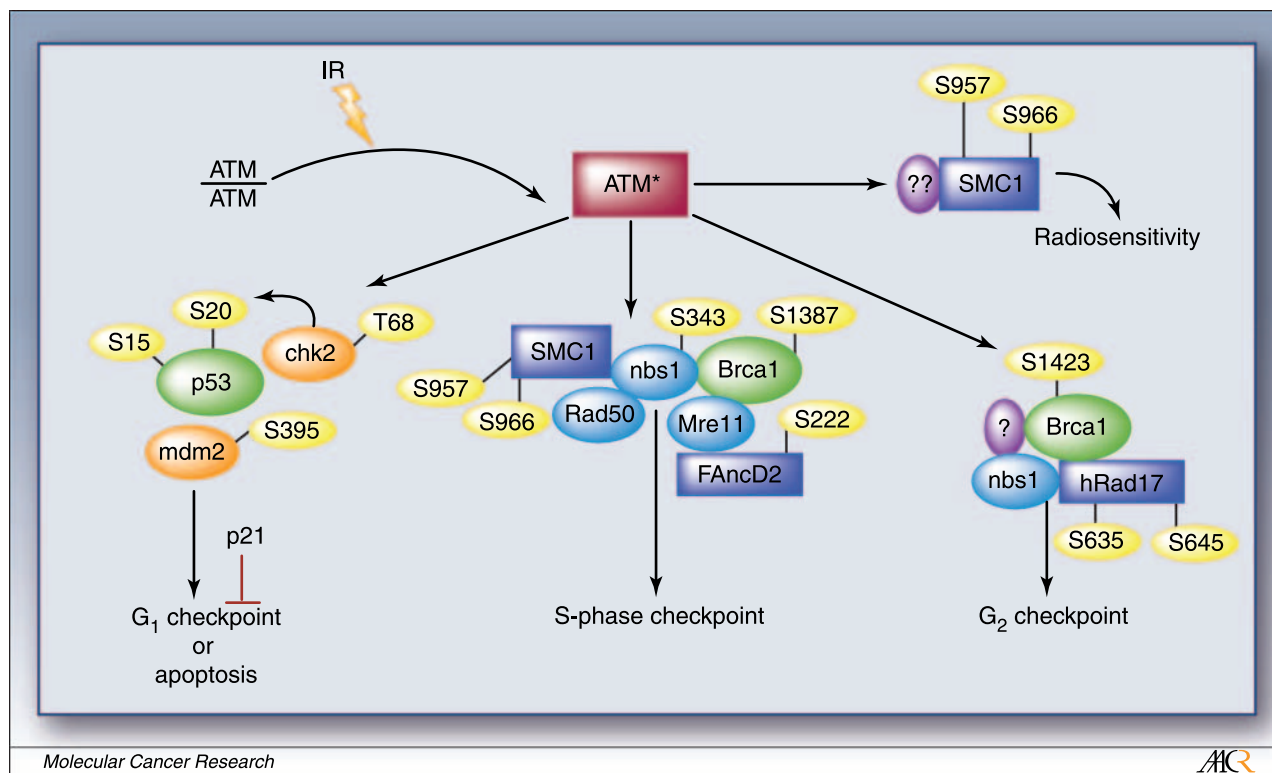 IR
ATM
ATM
ATM*
S957
S966
??
SMC1
Radiosensitivity
S20
S15
T68
chk2
p53
S395
mdm2
p21
G1 checkpoint
or
apoptosis
S343
S1387
SMC1
nbs1
Brca1
S957
S966
Rad50
Mre11
S222
FAncD2
S-phase checkpoint
S1423
?
Brca1
nbs1
hRad17
S635
S645
G2 checkpoint
Molecular Cancer Research
AACR